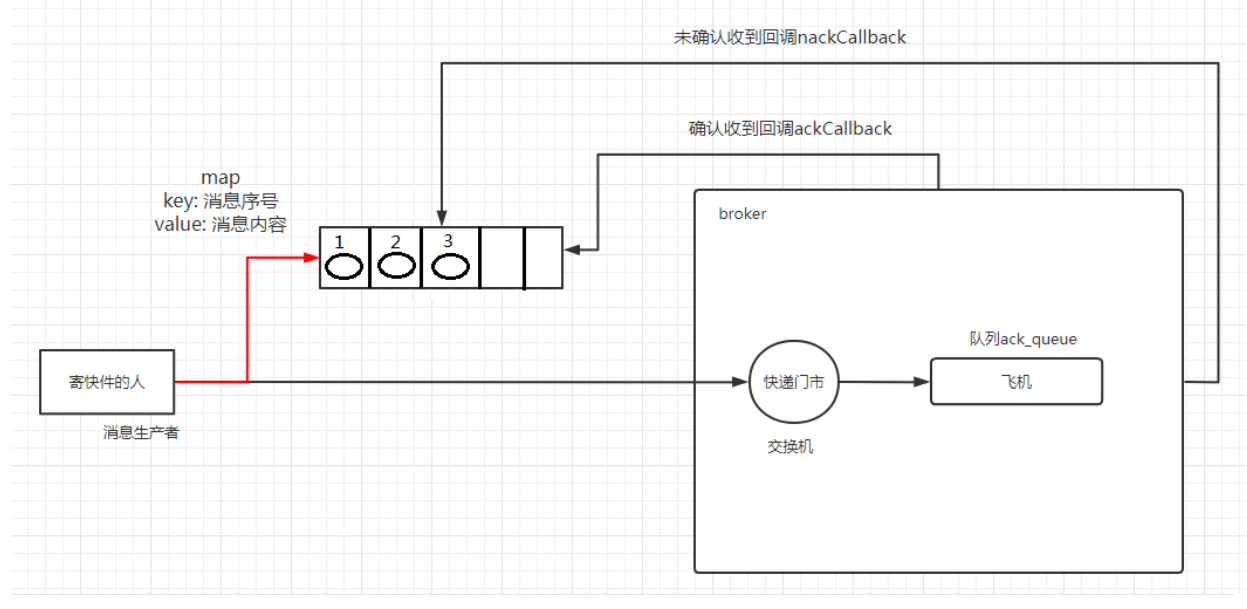 未确认收到回调nackCallback
确认收到回调ackCallback
map
key: 消息序号
value: 消息内容
broker
1 2 3
队列ack_queue
寄快件的人
快递门市
飞机
消息生产者
交换机